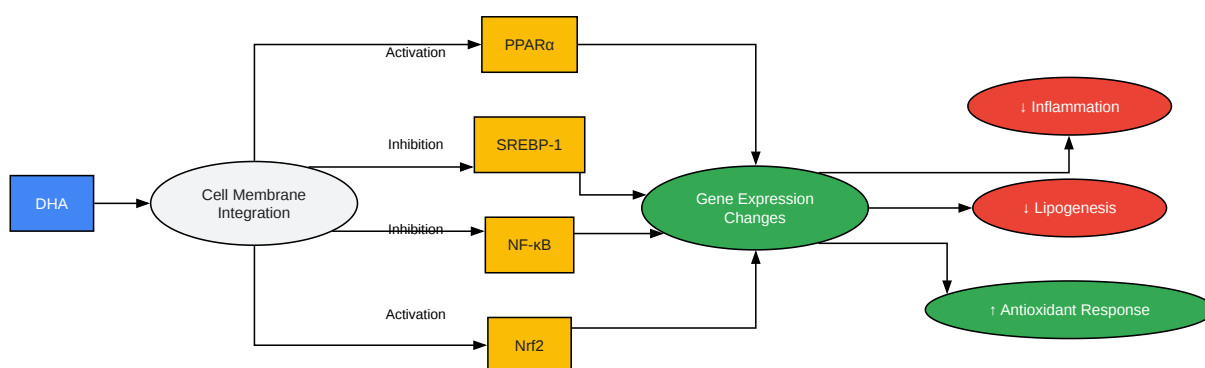 DHA
Cell Membrane
Integration
Activation
PPARα
Inhibition
SREBP-1
Inhibition
NF-κB
Activation
Nrf2
Gene Expression
Changes
↓ Inflammation
↓ Lipogenesis
↑ Antioxidant Response